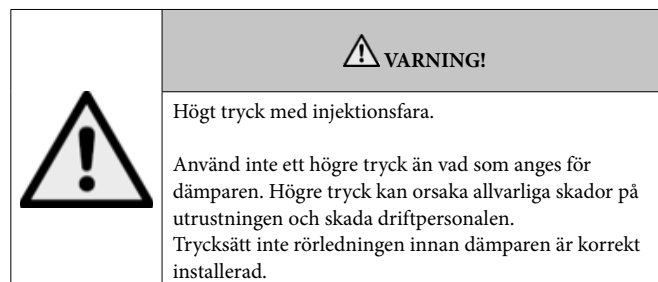 VARNING!
Högt tryck med injektionsfara.
Använd inte ett högre tryck än vad som anges för
dämparen. Högre tryck kan orsaka allvarliga skador på
utrustningen och skada driftpersonalen.
Trycksätt inte rörledningen innan dämparen är korrekt
installerad.